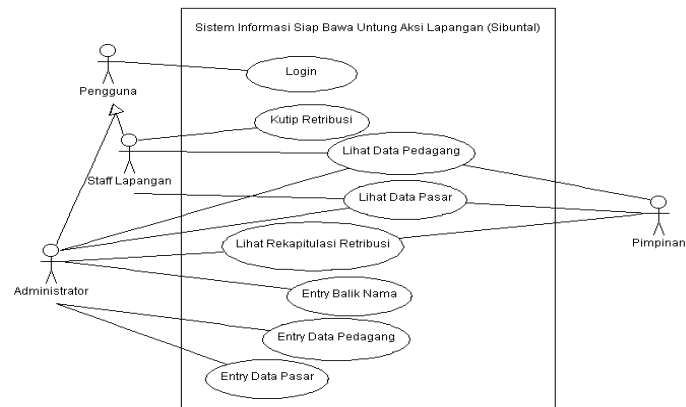 Sistem Informasi Siap Bawa Untung Aksi Lapangan (Sibuntal)
Login
Pengguna
Kutip Retribusi
Lihat Data Pedagang
Staff Lapangan
Lihat Data Pasar
Lihat Rekapitulasi Retribusi
Pimpinan
Administrator
Entry Balik Nama
Entry Data Pedagang
Entry Data Pasar